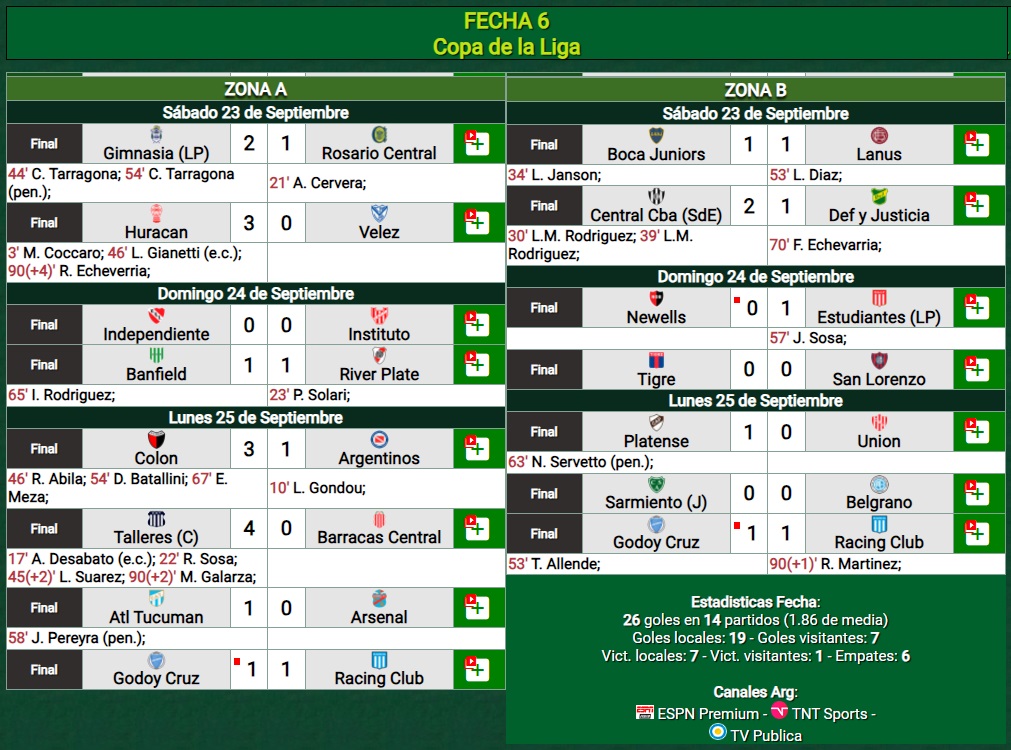 FECHA 6
Copa de la Liga
ZONA A
Sábado 23 de Septiembre
Final Gimnasia (LP) 2 1 Rosario Central
44' C. Tarragona; 54' C. Tarragona (pen.); 21' A. Cervera;
Final Huracan 3 0 Velez
3' M. Coccaro; 46' L. Gianetti (e.c.);
90(+4)' R. Echeverria;
Domingo 24 de Septiembre
Final Independiente 0 0 Instituto
Final Banfield 1 1 River Plate
65' I. Rodriguez; 23' P. Solari;
Lunes 25 de Septiembre
Final Colon 3 1 Argentinos
46' R. Abila; 54' D. Batallini; 67' E. Meza; 10' L. Gondou;
Final Talleres (C) 4 0 Barracas Central
17' A. Desabato (e.c.); 22' R. Sosa;
45(+2)' L. Suarez; 90(+2)' M. Galarza;
Final Atl Tucuman 1 0 Arsenal
58' J. Pereyra (pen.);
Final Godoy Cruz 1 1 Racing Club
ZONA B
Sábado 23 de Septiembre
Final Boca Juniors 1 1 Lanus
34' L. Janson; 53' L. Diaz;
Final Central Cba (SdE) 2 1 Def y Justicia
30' L.M. Rodriguez; 39' L.M. Rodriguez; 70' F. Echevarria;
Domingo 24 de Septiembre
Final Newells 0 1 Estudiantes (LP)
57' J. Sosa;
Final Tigre 0 0 San Lorenzo
Lunes 25 de Septiembre
Final Platense 1 0 Union
63' N. Servetto (pen.);
Final Sarmiento (J) 0 0 Belgrano
Final Godoy Cruz 1 1 Racing Club
53' T. Allende; 90(+1)' R. Martinez;
Estadisticas Fecha:
26 goles en 14 partidos (1.86 de media)
Goles locales: 19 - Goles visitantes: 7
Vict. locales: 7 - Vict. visitantes: 1 - Empates: 6
Canales Arg:
ESPN Premium - TNT Sports -
TV Publica